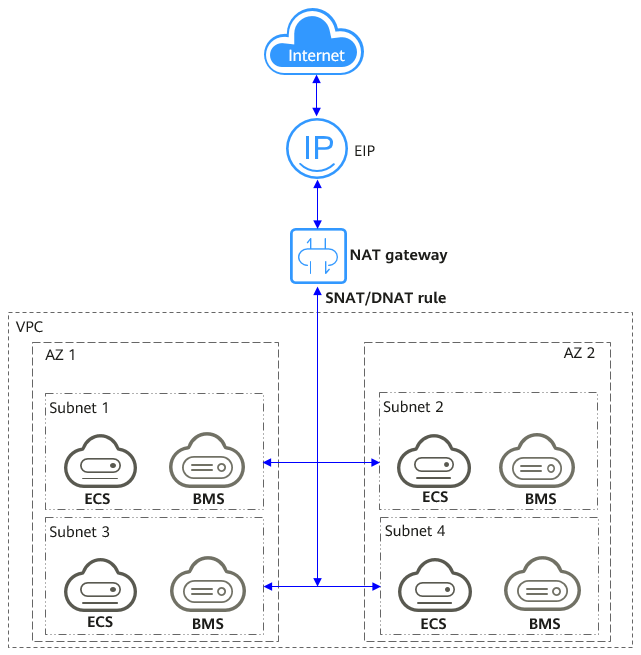 Internet
IP
EIP
NAT gateway
SNAT/DNAT rule
VPC
AZ 1
AZ 2
Subnet 1
Subnet 2
ECS
BMS
ECS
BMS
Subnet 3
Subnet 4
ECS
BMS
ECS
BMS